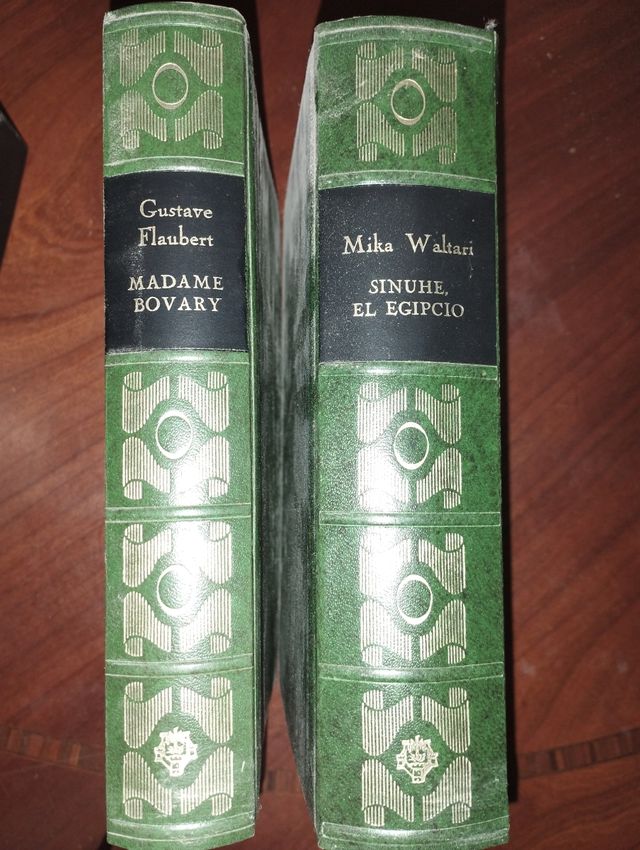 Gustave
Flaubert
MADAME
BOVARY
Mika Waltari
SINUHE,
EL EGIPCIO